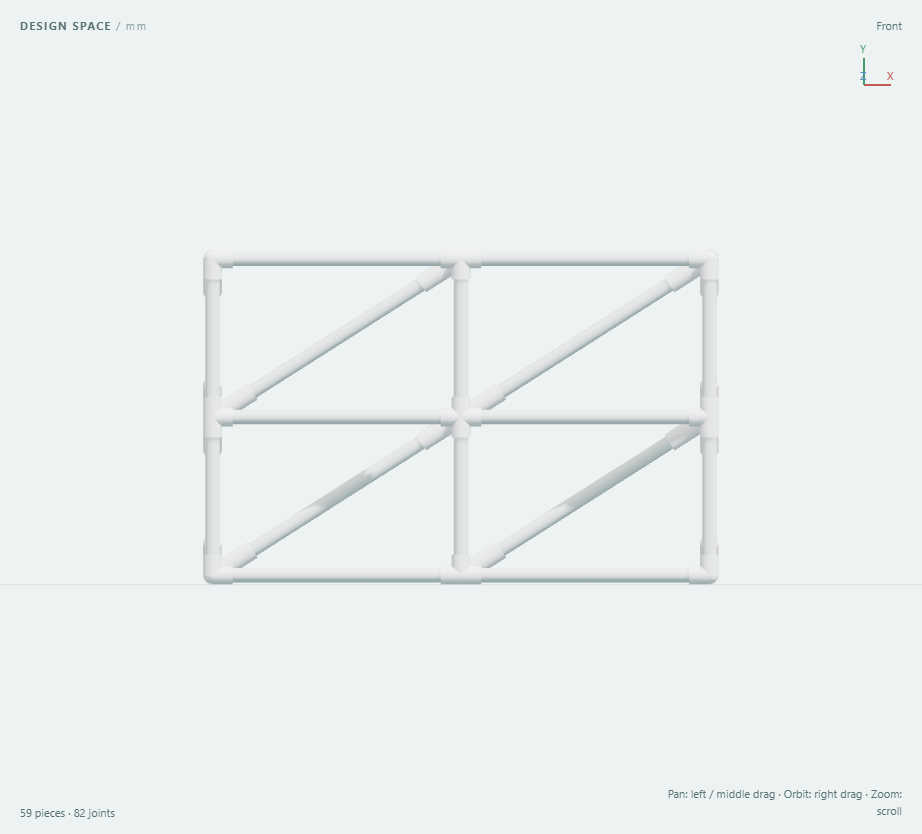 DESIGN SPACE / mm
Front
Y
Z X
59 pieces · 82 joints
Pan: left / middle drag · Orbit: right drag · Zoom:
scroll